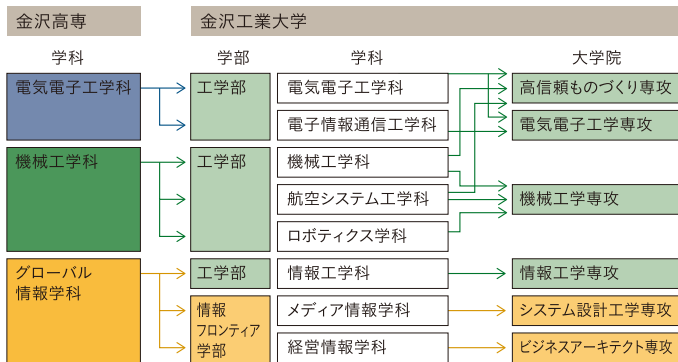 金沢高専
金沢工業大学
学科
学部
学科
大学院
電気電子工学科
工学部
電気電子工学科
高信頼ものづくり専攻
電子情報通信工学科
電気電子工学専攻
機械工学科
工学部
機械工学科
航空システム工学科
機械工学専攻
ロボティクス学科
グローバル
情報学科
工学部
情報工学科
情報工学専攻
情報
フロンティア
学部
メディア情報学科
システム設計工学専攻
経営情報学科
ビジネスアーキテクト専攻